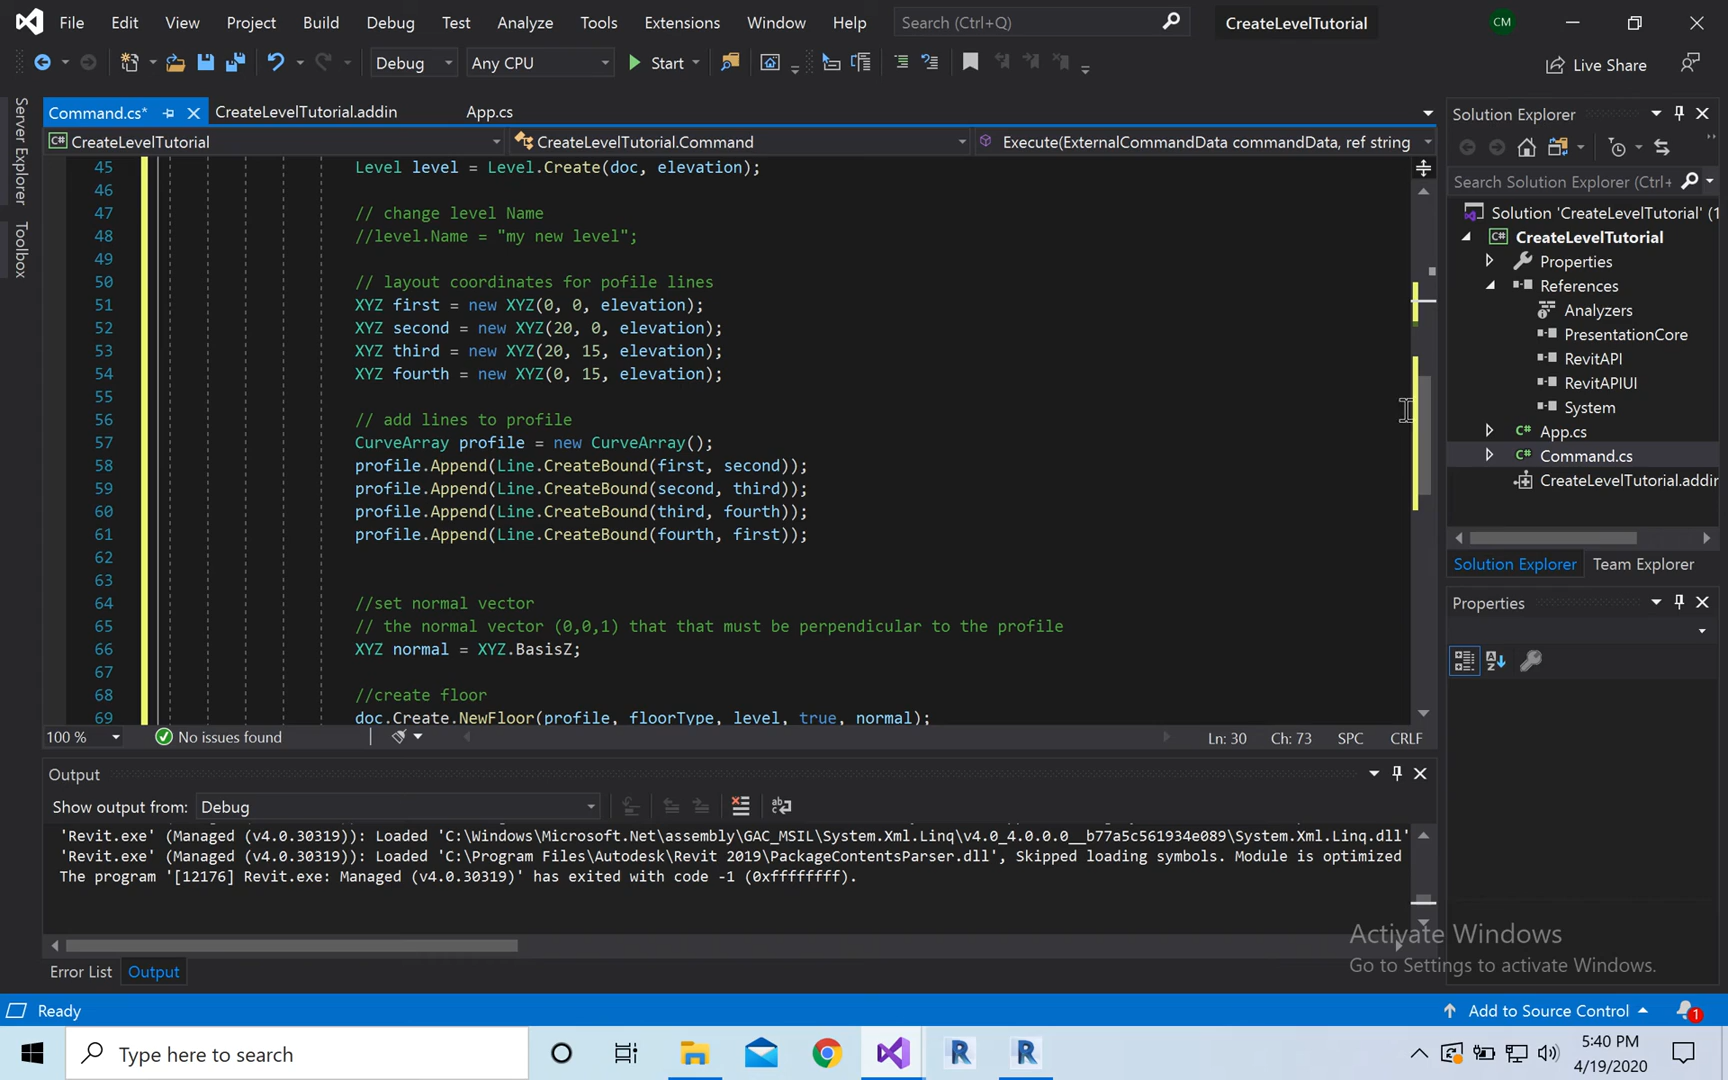 File Edit View Project Build Debug Test Analyze Tools Extensions Window Help Search (Ctrl+Q) CreateLevelTutorial CM
Debug Any CPU Start Live Share
Server Explorer
Toolbox
Command.cs* CreateLevelTutorial.addin App.cs
CreateLevelTutorial CreateLevelTutorial.Command Execute(ExternalCommandData commandData, ref string
45 Level level = Level.Create(doc, elevation);
46
47 // change level Name
48 //level.Name = "my new level";
49
50 // layout coordinates for pofile lines
51 XYZ first = new XYZ(0, 0, elevation);
52 XYZ second = new XYZ(20, 0, elevation);
53 XYZ third = new XYZ(20, 15, elevation);
54 XYZ fourth = new XYZ(0, 15, elevation);
55
56 // add lines to profile
57 CurveArray profile = new CurveArray();
58 profile.Append(Line.CreateBound(first, second));
59 profile.Append(Line.CreateBound(second, third));
60 profile.Append(Line.CreateBound(third, fourth));
61 profile.Append(Line.CreateBound(fourth, first));
62
63
64 //set normal vector
65 // the normal vector (0,0,1) that that must be perpendicular to the profile
66 XYZ normal = XYZ.BasisZ;
67
68 //create floor
69 doc.Create.NewFloor(profile, floorType, level, true, normal);
100 % No issues found Ln: 30 Ch: 73 SPC CRLF
Output
Show output from: Debug
'Revit.exe' (Managed (v4.0.30319)): Loaded 'C:\Windows\Microsoft.Net\assembly\GAC_MSIL\System.Xml.Linq\v4.0_4.0.0.0__b77a5c561934e089\System.Xml.Linq.dll'
'Revit.exe' (Managed (v4.0.30319)): Loaded 'C:\Program Files\Autodesk\Revit 2019\PackageContentsParser.dll', Skipped loading symbols. Module is optimized
The program '[12176] Revit.exe: Managed (v4.0.30319)' has exited with code -1 (0xffffffff).
Error List Output
Solution Explorer
Search Solution Explorer (Ctrl+
Solution 'CreateLevelTutorial' (1
C# CreateLevelTutorial
Properties
References
Analyzers
PresentationCore
RevitAPI
RevitAPIUI
System
C# App.cs
C# Command.cs
CreateLevelTutorial.addin
Solution Explorer Team Explorer
Properties
Activate Windows
Go to Settings to activate Windows.
Ready Add to Source Control 1
Type here to search
R R
5:40 PM
4/19/2020